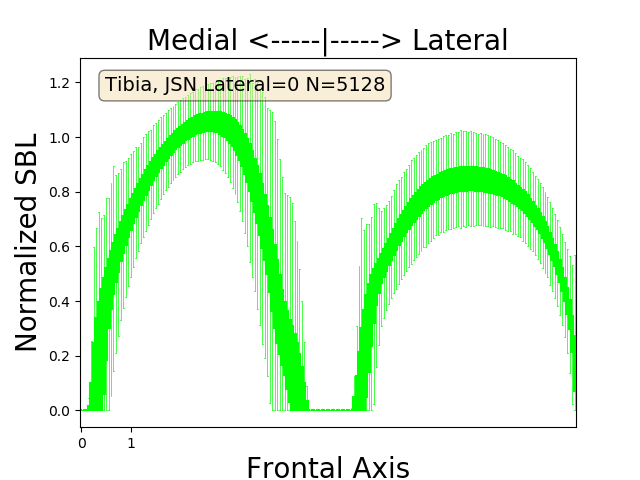 Medial <-----|-----> Lateral
Tibia, JSN Lateral=0 N=5128
Normalized SBL
1.2
1.0
0.8
0.6
0.4
0.2
0.0
0 1
Frontal Axis